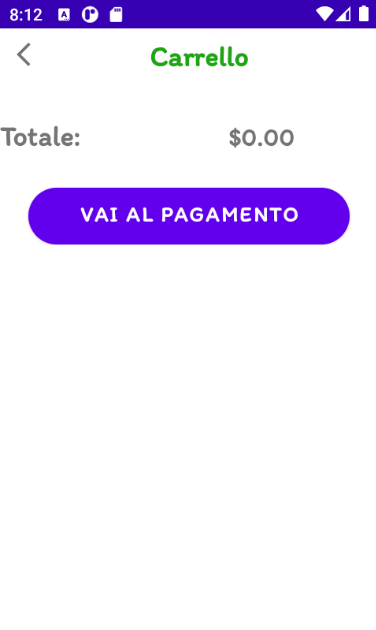 8:12
Carrello
Totale: $0.00
VAI AL PAGAMENTO